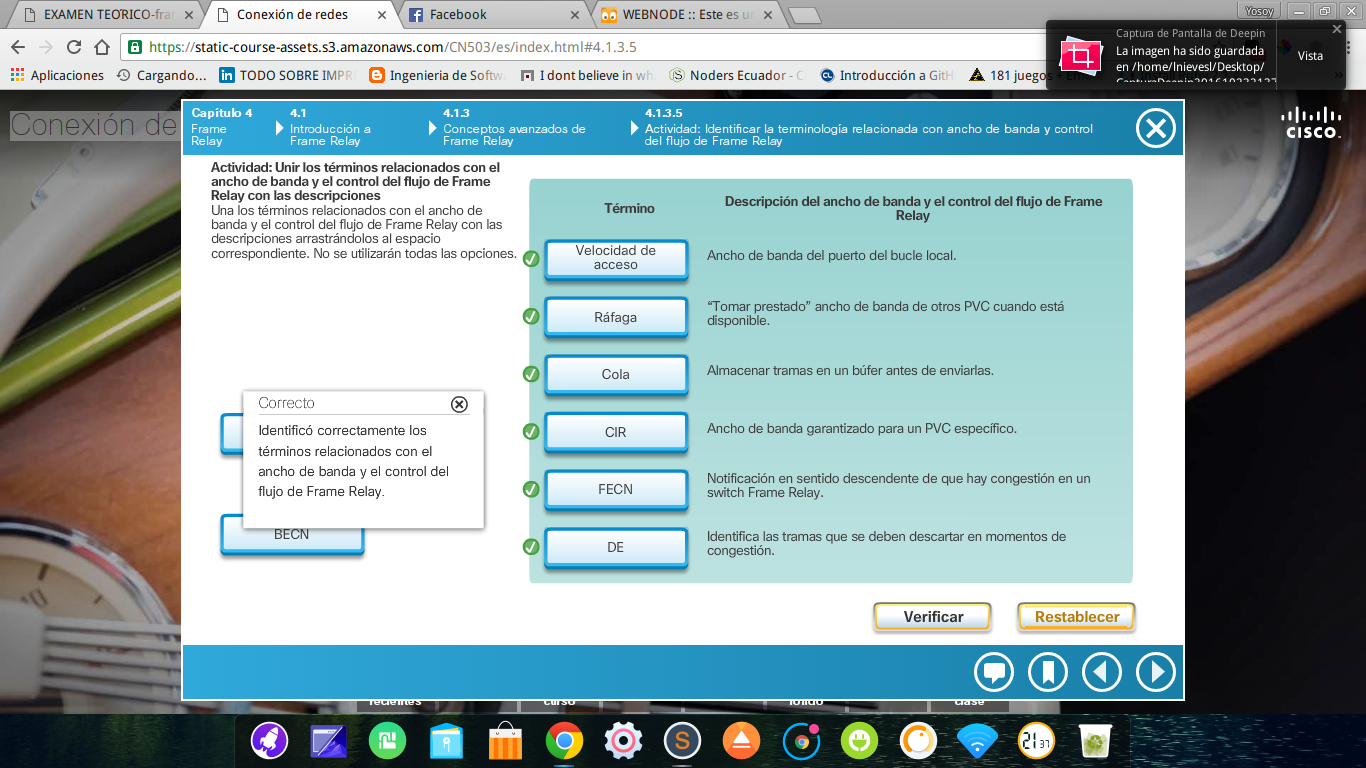 EXAMEN TEORICO-fra
Conexión de redes
Facebook
WEBNODE :: Este es u
Yosoy
https://static-course-assets.s3.amazonaws.com/CN503/es/index.html#4.1.3.5
Captura de Pantalla de Deepin
La imagen ha sido guardada
en /home/lnievesl/Desktop/
Vista
Aplicaciones
Cargando...
TODO SOBRE IMPR
Ingenieria de Softw
I dont believe in wh
Noders Ecuador - C
Introducción a GitH
181 juegos
Conexión de
Capítulo 4
Frame
Relay
4.1
Introducción a
Frame Relay
4.1.3
Conceptos avanzados de
Frame Relay
4.1.3.5
Actividad: Identificar la terminología relacionada con ancho de banda y control
del flujo de Frame Relay
CISCO
Actividad: Unir los términos relacionados con el
ancho de banda y el control del flujo de Frame
Relay con las descripciones
Una los términos relacionados con el ancho de
banda y el control del flujo de Frame Relay con las
descripciones arrastrándolos al espacio
correspondiente. No se utilizarán todas las opciones.
Término
Descripción del ancho de banda y el control del flujo de Frame
Relay
Velocidad de
acceso
Ancho de banda del puerto del bucle local.
Ráfaga
“Tomar prestado” ancho de banda de otros PVC cuando está
disponible.
Cola
Almacenar tramas en un búfer antes de enviarlas.
CIR
Ancho de banda garantizado para un PVC específico.
FECN
Notificación en sentido descendente de que hay congestión en un
switch Frame Relay.
DE
Identifica las tramas que se deben descartar en momentos de
congestión.
Correcto
Identificó correctamente los
términos relacionados con el
ancho de banda y el control del
flujo de Frame Relay.
BECN
Verificar
Restablecer
recientes
curso
fondo
clase
21 37